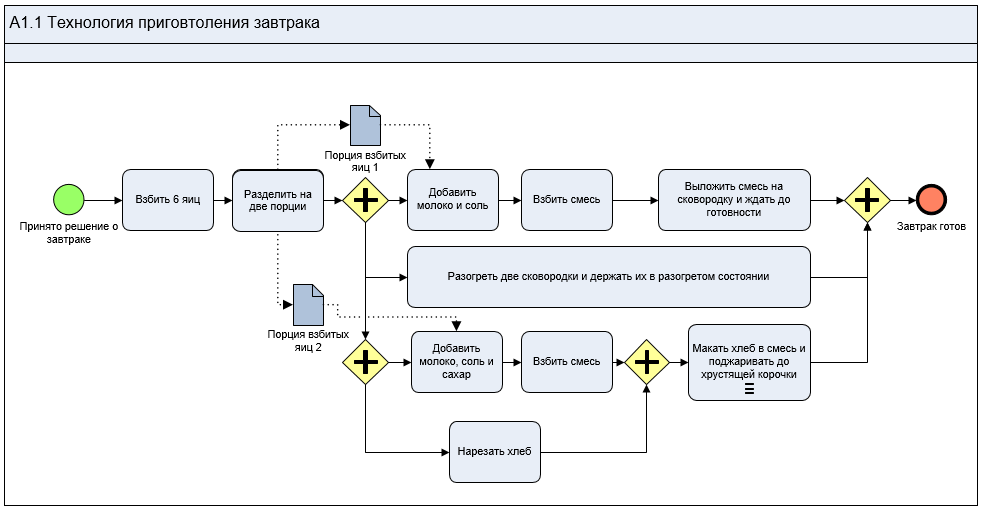 A1.1 Технология приговтоления завтрака
Порция взбитых
яиц 1
Принято решение о
завтраке
Взбить 6 яиц
Разделить на
две порции
Добавить
молоко и соль
Взбить смесь
Выложить смесь на
сковородку и ждать до
готовности
Завтрак готов
Разогреть две сковородки и держать их в разогретом состоянии
Порция взбитых
яиц 2
Добавить
молоко, соль и
сахар
Взбить смесь
Макать хлеб в смесь и
поджаривать до
хрустящей корочки
Нарезать хлеб